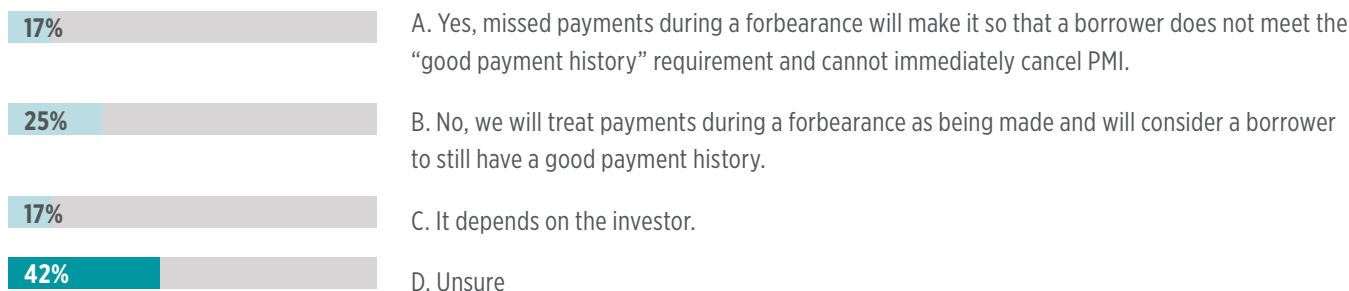 17%
A. Yes, missed payments during a forbearance will make it so that a borrower does not meet the
“good payment history” requirement and cannot immediately cancel PMI.
25%
B. No, we will treat payments during a forbearance as being made and will consider a borrower
to still have a good payment history.
17%
C. It depends on the investor.
42%
D. Unsure